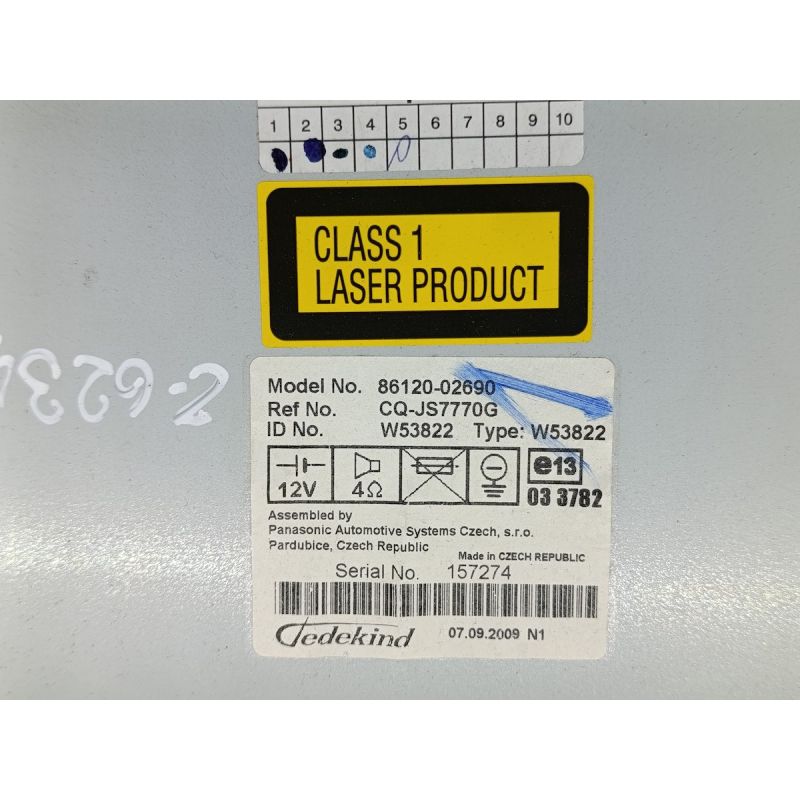 1 2 3 4 5 6 7 8 9 10
CLASS 1
LASER PRODUCT
Model No. 86120-02690
Ref No. CQ-JS7770G
ID No. W53822 Type: W53822
12V 4Ω e13
03 3782
Assembled by
Panasonic Automotive Systems Czech, s.r.o.
Pardubice, Czech Republic
Made in CZECH REPUBLIC
Serial No. 157274
Tedekind 07.09.2009 N1